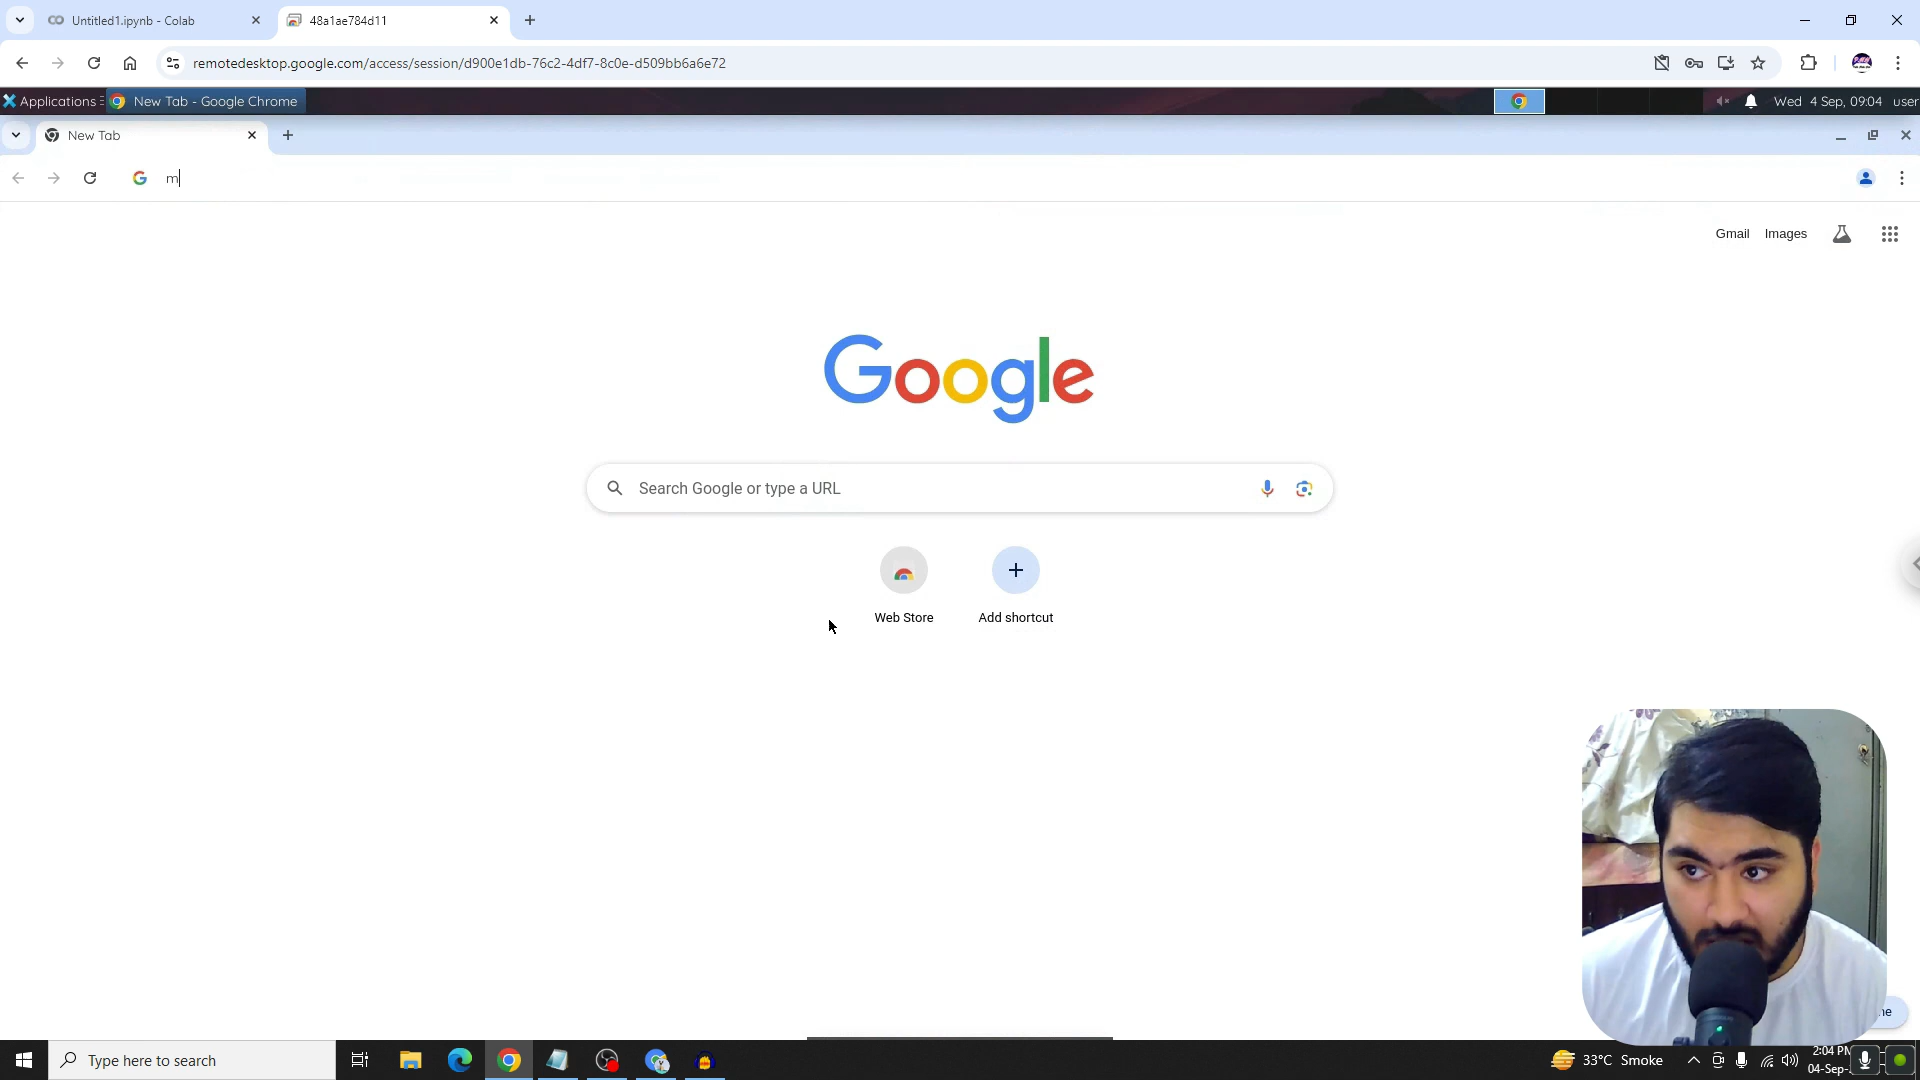 Untitled1.ipynb - Colab
48a1ae784d11
remotedesktop.google.com/access/session/d900e1db-76c2-4df7-8c0e-d509bb6a6e72
Applications
New Tab - Google Chrome
Wed 4 Sep, 09:04 user
New Tab
m
Gmail
Images
Google
Search Google or type a URL
Web Store
Add shortcut
Type here to search
33°C Smoke
2:04 PM
04-Sep-